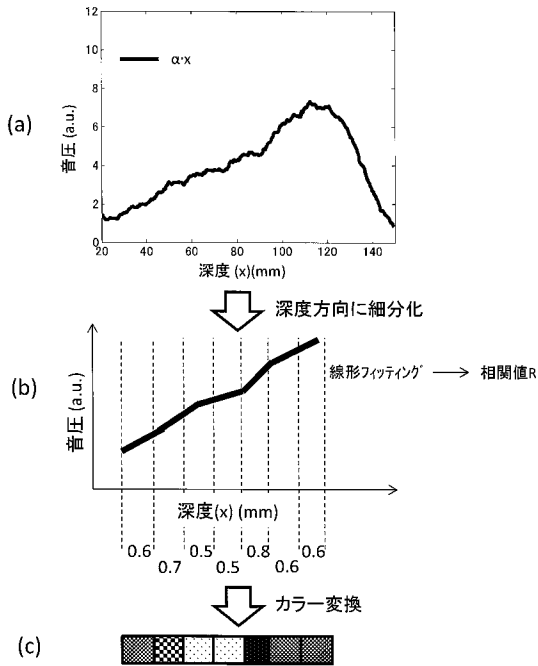 12
10
α·x
8
(a)
音圧 (a.u.)
6
4
2
0
20 40 60 80 100 120 140
深度 (x)(mm)
深度方向に細分化
(b)
音圧 (a.u.)
線形フィッティング → 相関値R
深度(x) (mm)
0.6 0.7 0.5 0.5 0.8 0.6 0.6
カラー変換
(c)